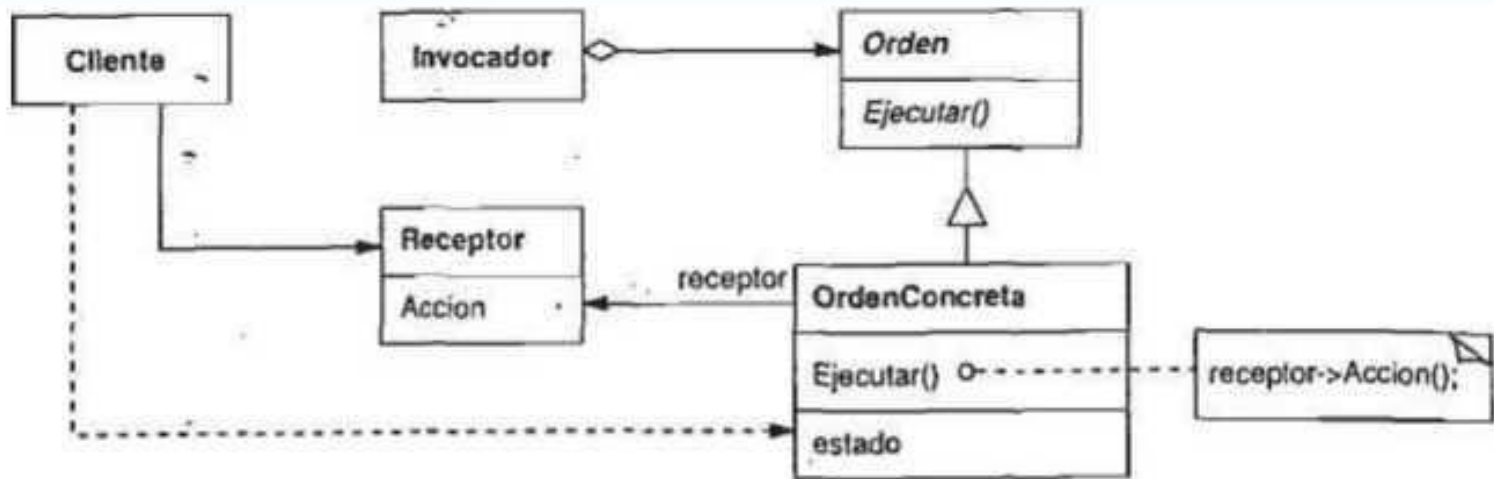 Cliente
Invocador
Orden
Ejecutar()
Receptor
Accion
receptor
OrdenConcreta
Ejecutar()
receptor->Accion();
estado